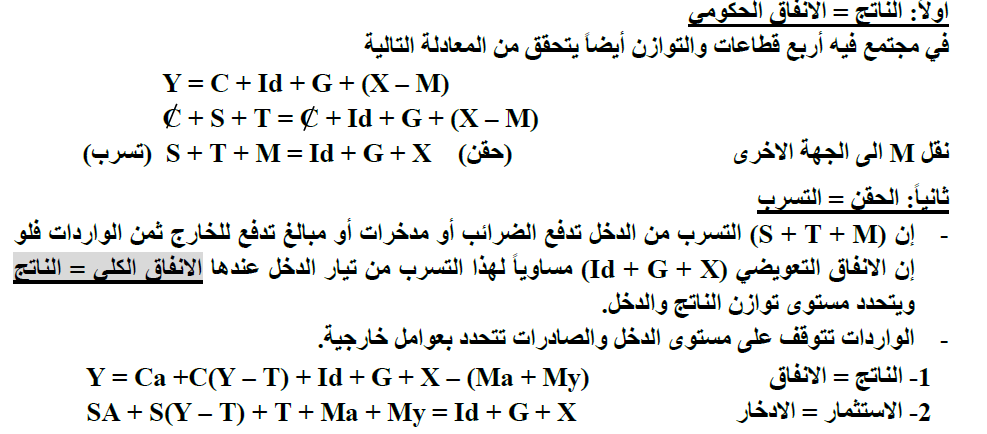 اولاً: الناتج = الانفاق الحكومي
في مجتمع فيه أربع قطاعات والتوازن أيضاً يتحقق من المعادلة التالية
Y = C + Id + G + (X – M)
₵ + S + T = ₵ + Id + G + (X – M)
نقل M الى الجهة الاخرى (حقن) S + T + M = Id + G + X (تسرب)
ثانياً: الحقن = التسرب
- إن (S + T + M) التسرب من الدخل تدفع الضرائب أو مدخرات أو مبالغ تدفع للخارج ثمن الواردات فلو
إن الانفاق التعويضي (Id + G + X) مساوياً لهذا التسرب من تيار الدخل عندها الانفاق الكلي = الناتج
ويتحدد مستوى توازن الناتج والدخل.
- الواردات تتوقف على مستوى الدخل والصادرات تتحدد بعوامل خارجية.
1- الناتج = الانفاق Y = Ca +C(Y – T) + Id + G + X – (Ma + My)
2- الاستثمار = الادخار SA + S(Y – T) + T + Ma + My = Id + G + X